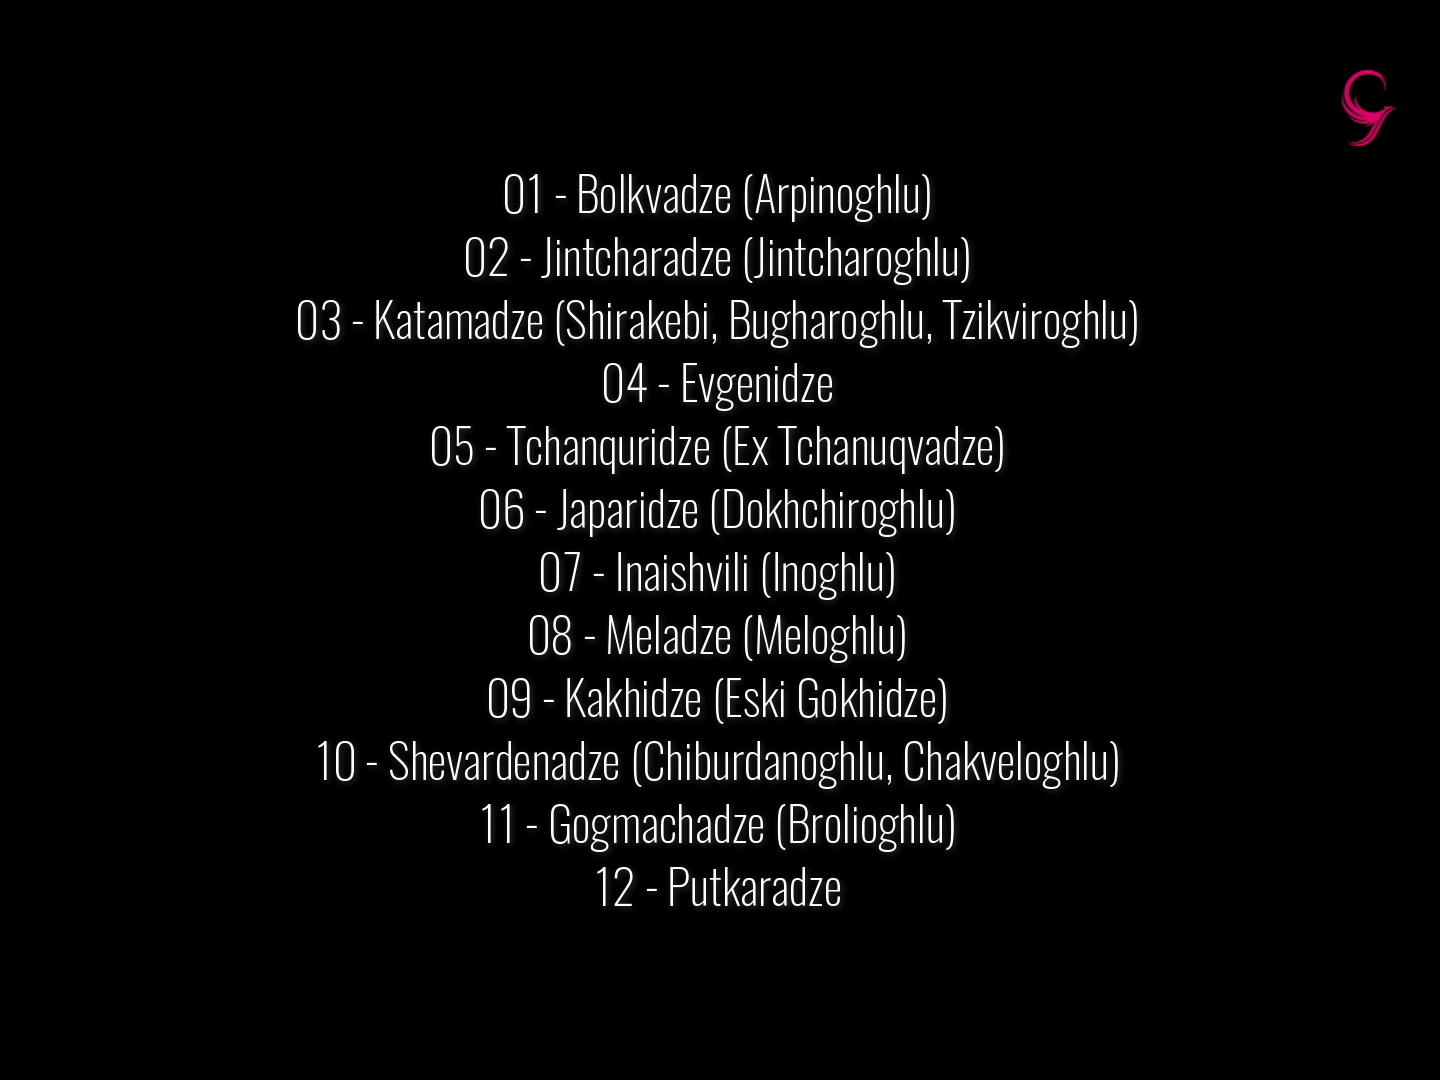 01 - Bolkvadze (Arpinoghlu)
02 - Jintcharadze (Jintcharoghlu)
03 - Katamadze (Shirakebi, Bugharoghlu, Tzikviroghlu)
04 - Evgenidze
05 - Tchanquridze (Ex Tchanuqvadze)
06 - Japaridze (Dokhchiroghlu)
07 - Inaishvili (Inoghlu)
08 - Meladze (Meloghlu)
09 - Kakhidze (Eski Gokhidze)
10 - Shevardenadze (Chiburdanoghlu, Chakveloghlu)
11 - Gogmachadze (Brolioghlu)
12 - Putkaradze